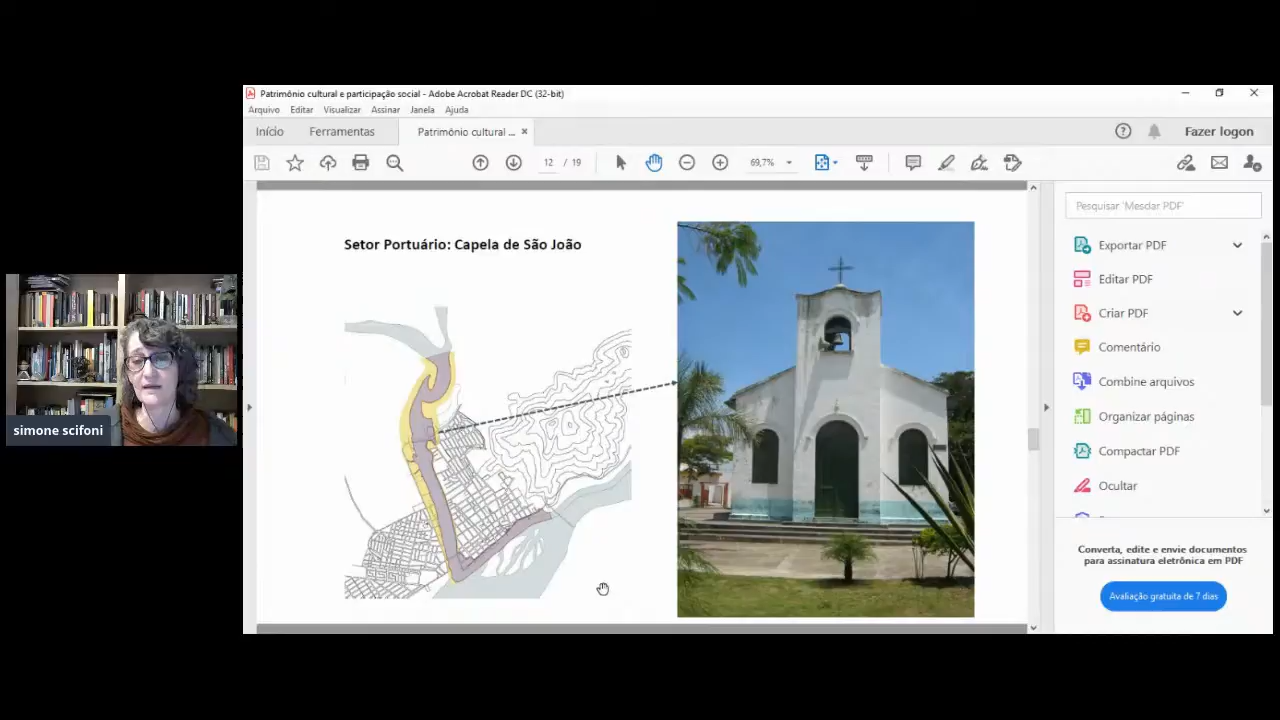 Patrimônio cultural e participação social - Adobe Acrobat Reader DC (32-bit)
Arquivo Editar Visualizar Assinar Janela Ajuda
Início Ferramentas Patrimônio cultural ... × Fazer logon
12 / 19 69,7%
Setor Portuário: Capela de São João
Pesquisar 'Mesclar PDF'
Exportar PDF
Editar PDF
Criar PDF
Comentário
Combine arquivos
Organizar páginas
Compactar PDF
Ocultar
Converta, edite e envie documentos
para assinatura eletrônica em PDF
Avaliação gratuita de 7 dias
simone scifoni